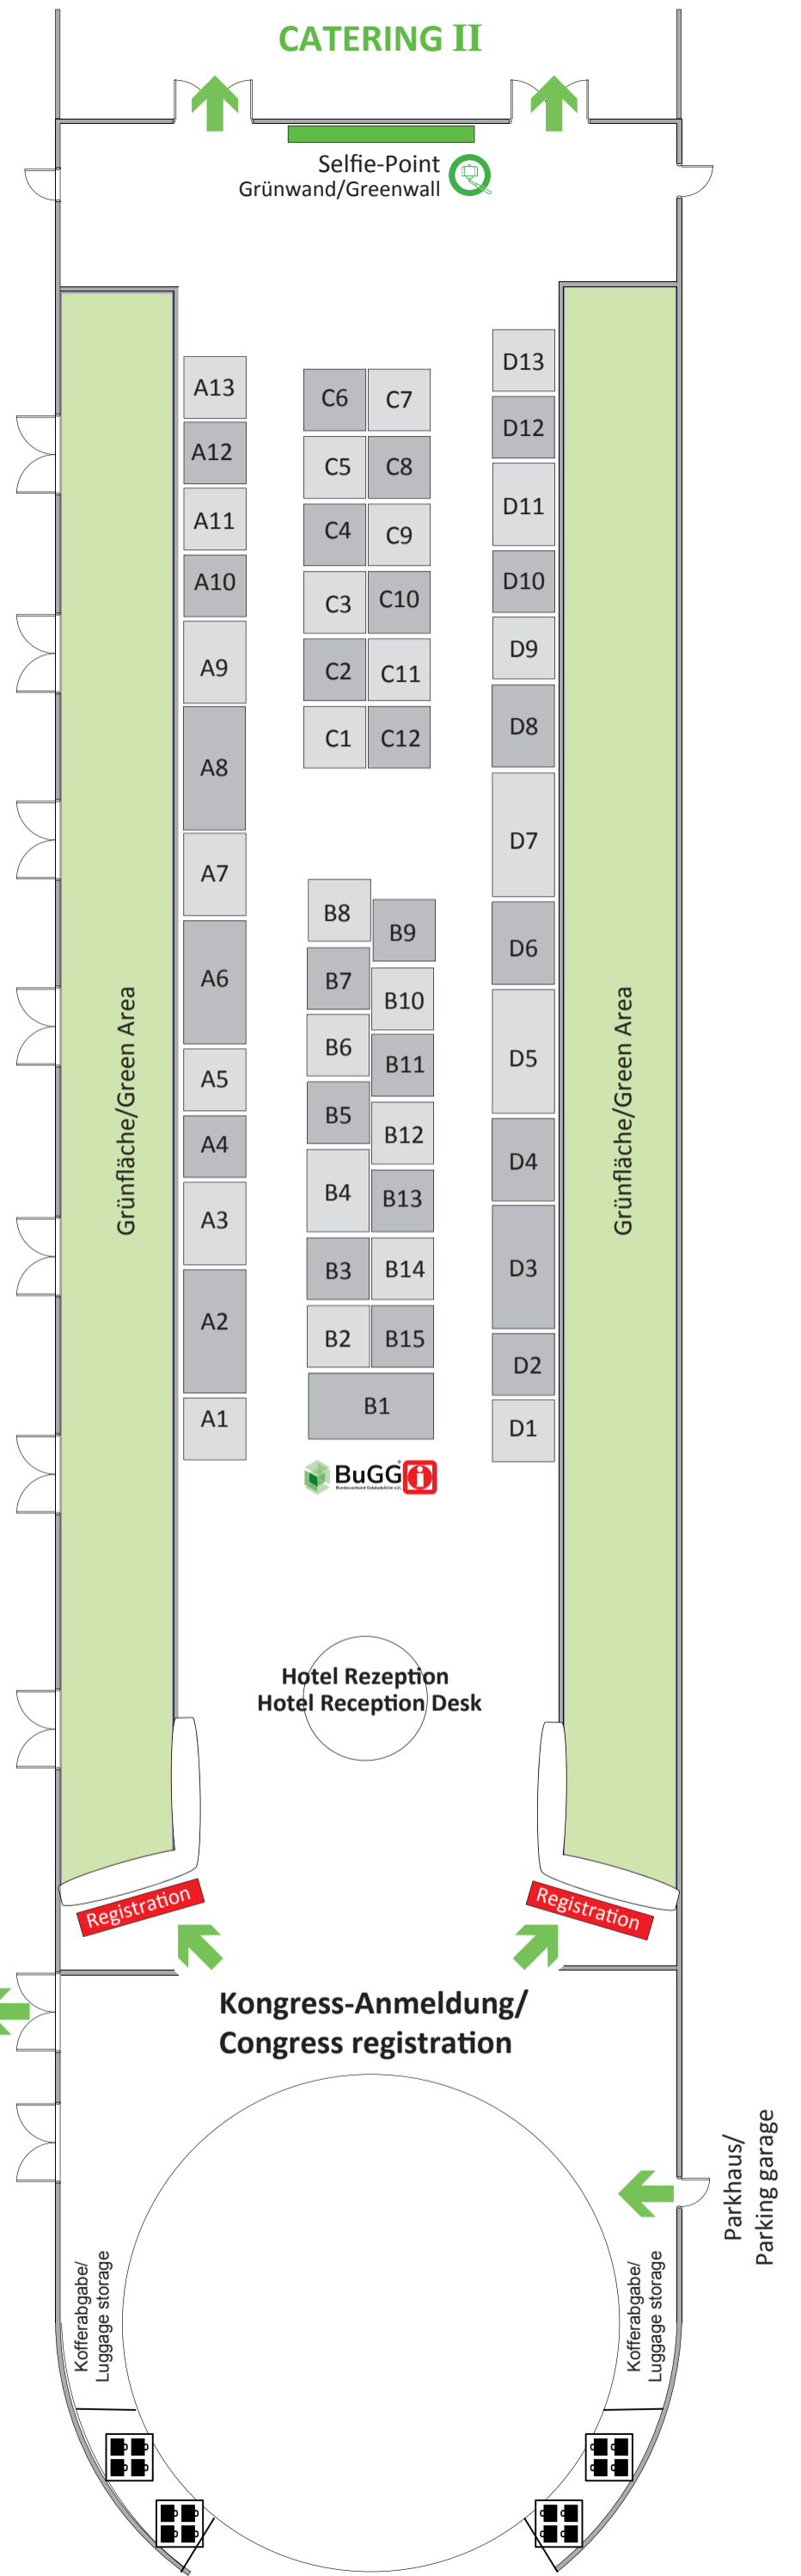 CATERING II
Selfie-Point
Grünwand/Greenwall
A13
A12
A11
A10
A9
A8
A7
A6
A5
A4
A3
A2
A1
C6
C7
C5
C8
C4
C9
C3
C10
C2
C11
C1
C12
B8
B9
B7
B10
B6
B11
B5
B12
B4
B13
B3
B14
B2
B15
B1
D13
D12
D11
D10
D9
D8
D7
D6
D5
D4
D3
D2
D1
Grünfläche/Green Area
Grünfläche/Green Area
BuGG
Bundesverband GebäudeGrün e.V.
i
Hotel Rezeption
Hotel Reception Desk
Registration
Registration
Kongress-Anmeldung/
Congress registration
Parkhaus/
Parking garage
Kofferabgabe/
Luggage storage
Kofferabgabe/
Luggage storage